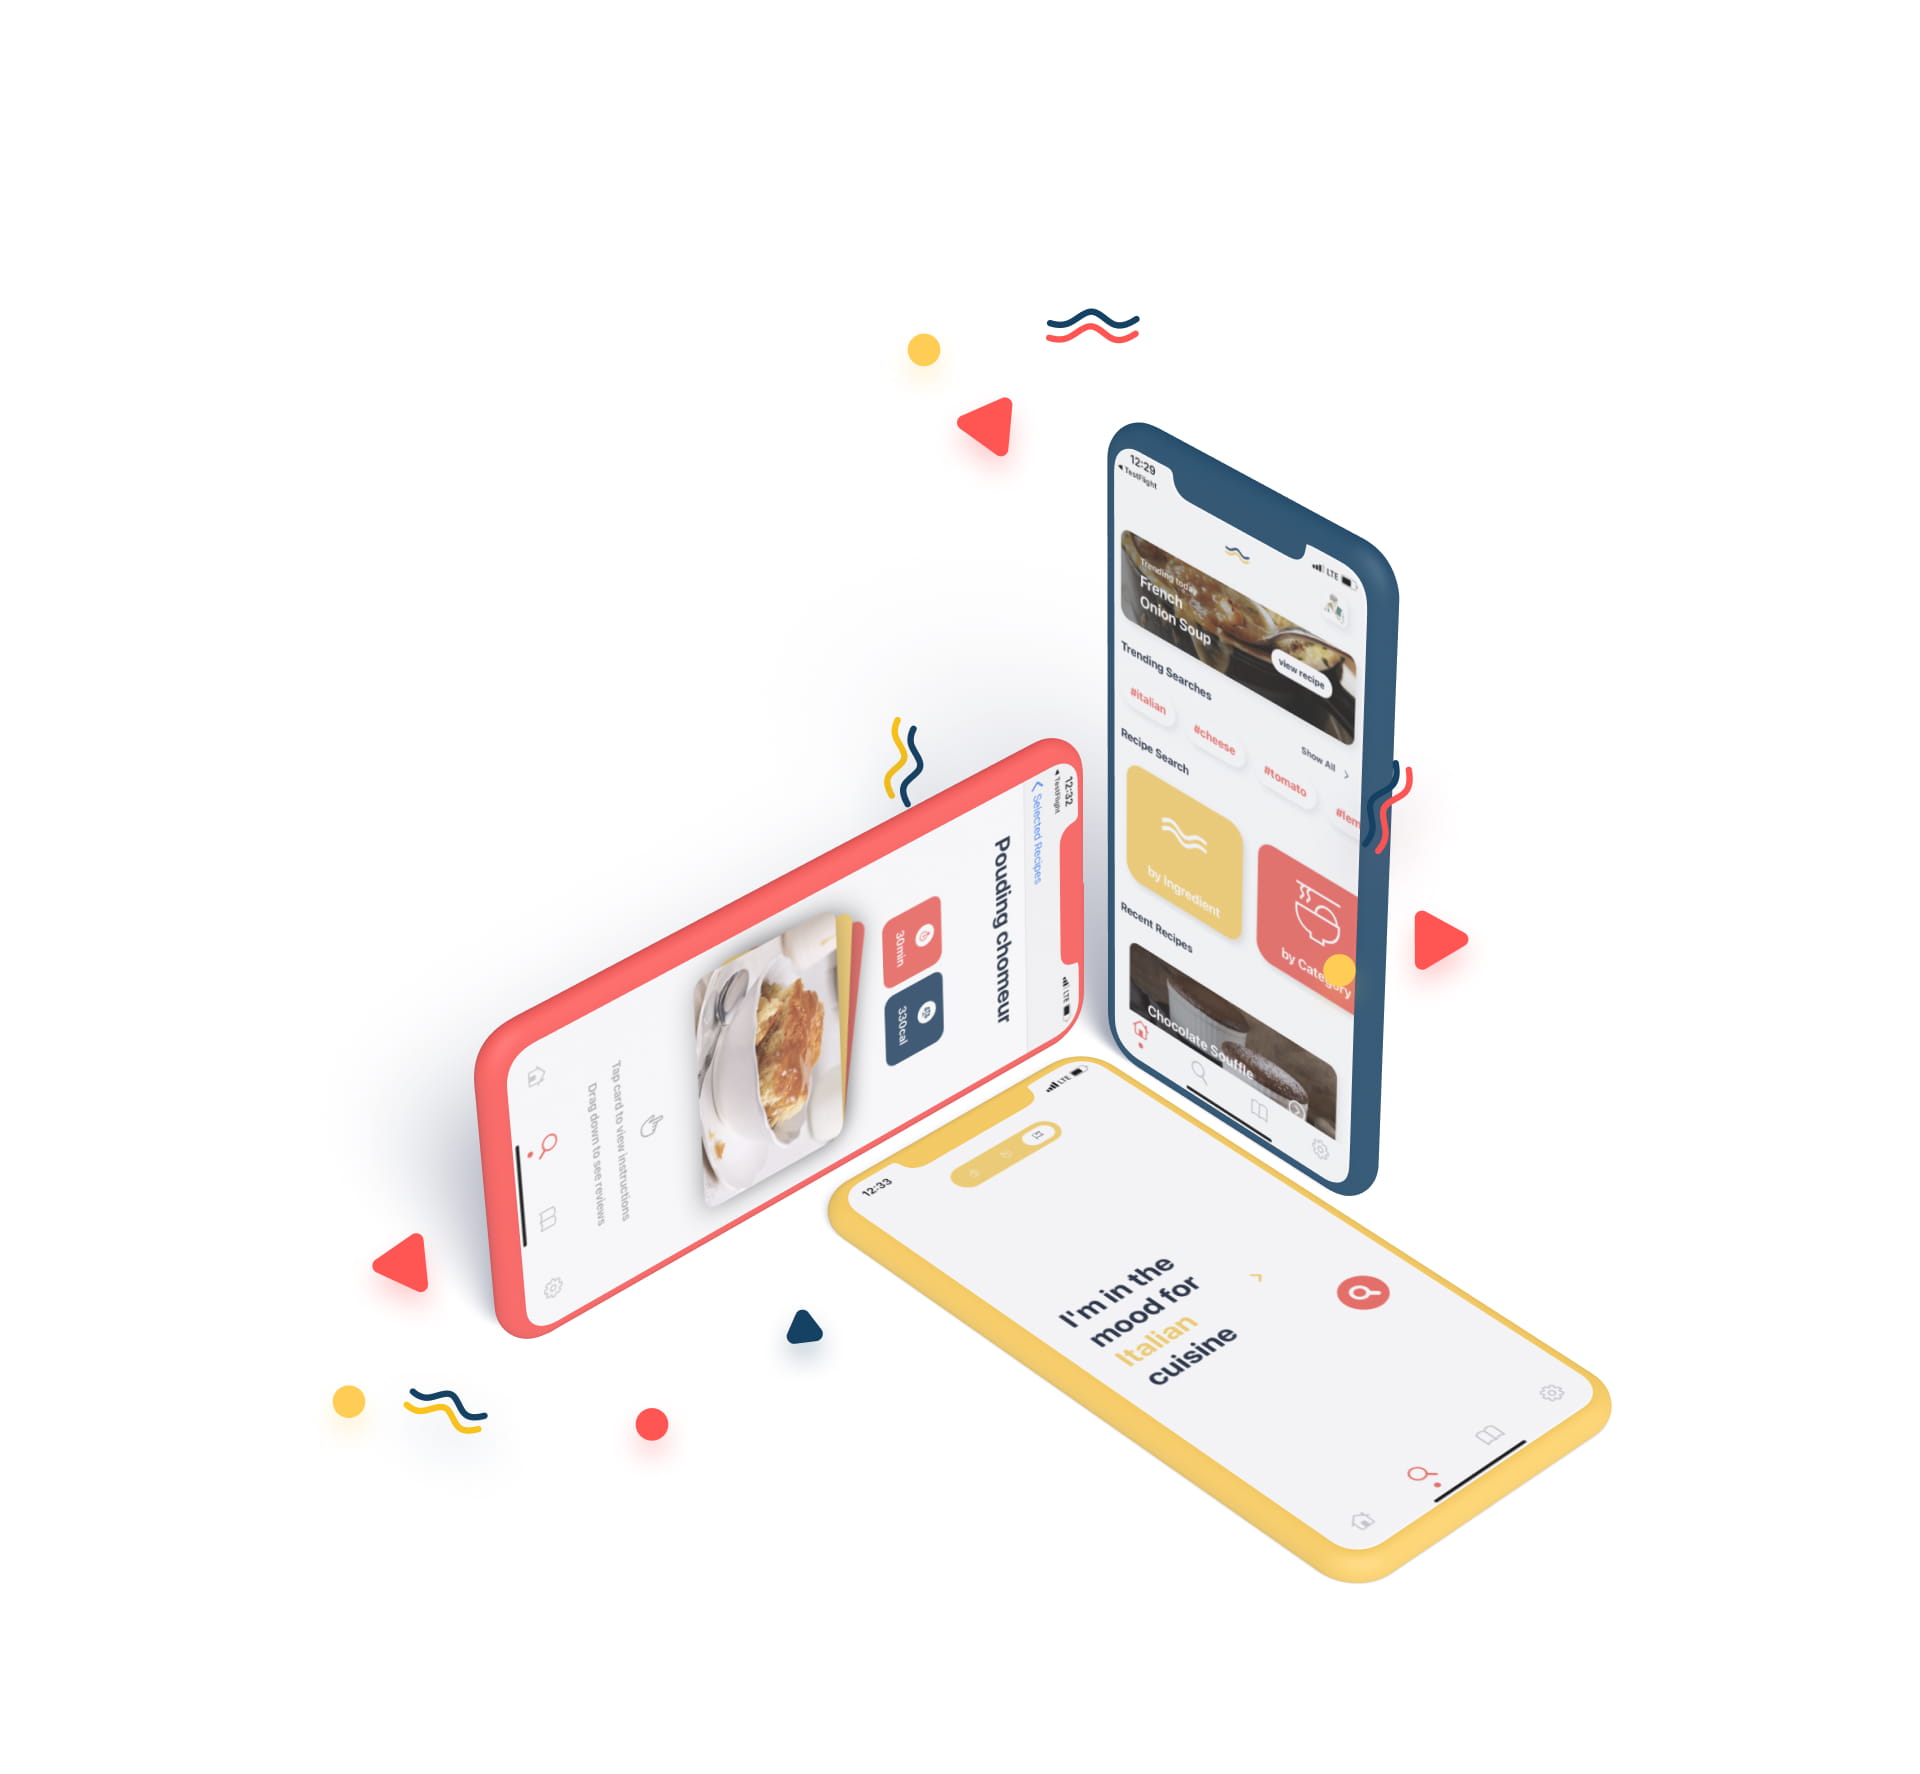 12:29
◀ TestFlight
LTE
Trending today
French
Onion Soup
view recipe
Trending Searches
Show All >
#italian
#cheese
#tomato
#lem
Recipe Search
by Ingredient
by Category
Recent Recipes
Chocolate Souffle
12:32
◀ TestFlight
LTE
Selected Recipes
Pouding chomeur
30min
330cal
Tap card to view instructions
Drag down to see reviews
12:33
LTE
I'm in the
mood for
Italian
cuisine